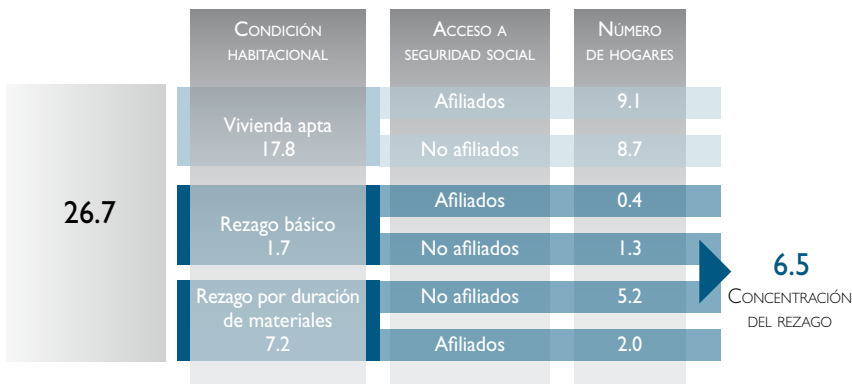 CONDICIÓN
HABITACIONAL
ACCESO A
SEGURIDAD SOCIAL
NÚMERO
DE HOGARES
26.7
Vivienda apta
17.8
Afiliados 9.1
No afiliados 8.7
Rezago básico
1.7
Afiliados 0.4
No afiliados 1.3
Rezago por duración
de materiales
7.2
No afiliados 5.2
Afiliados 2.0
6.5
CONCENTRACIÓN
DEL REZAGO